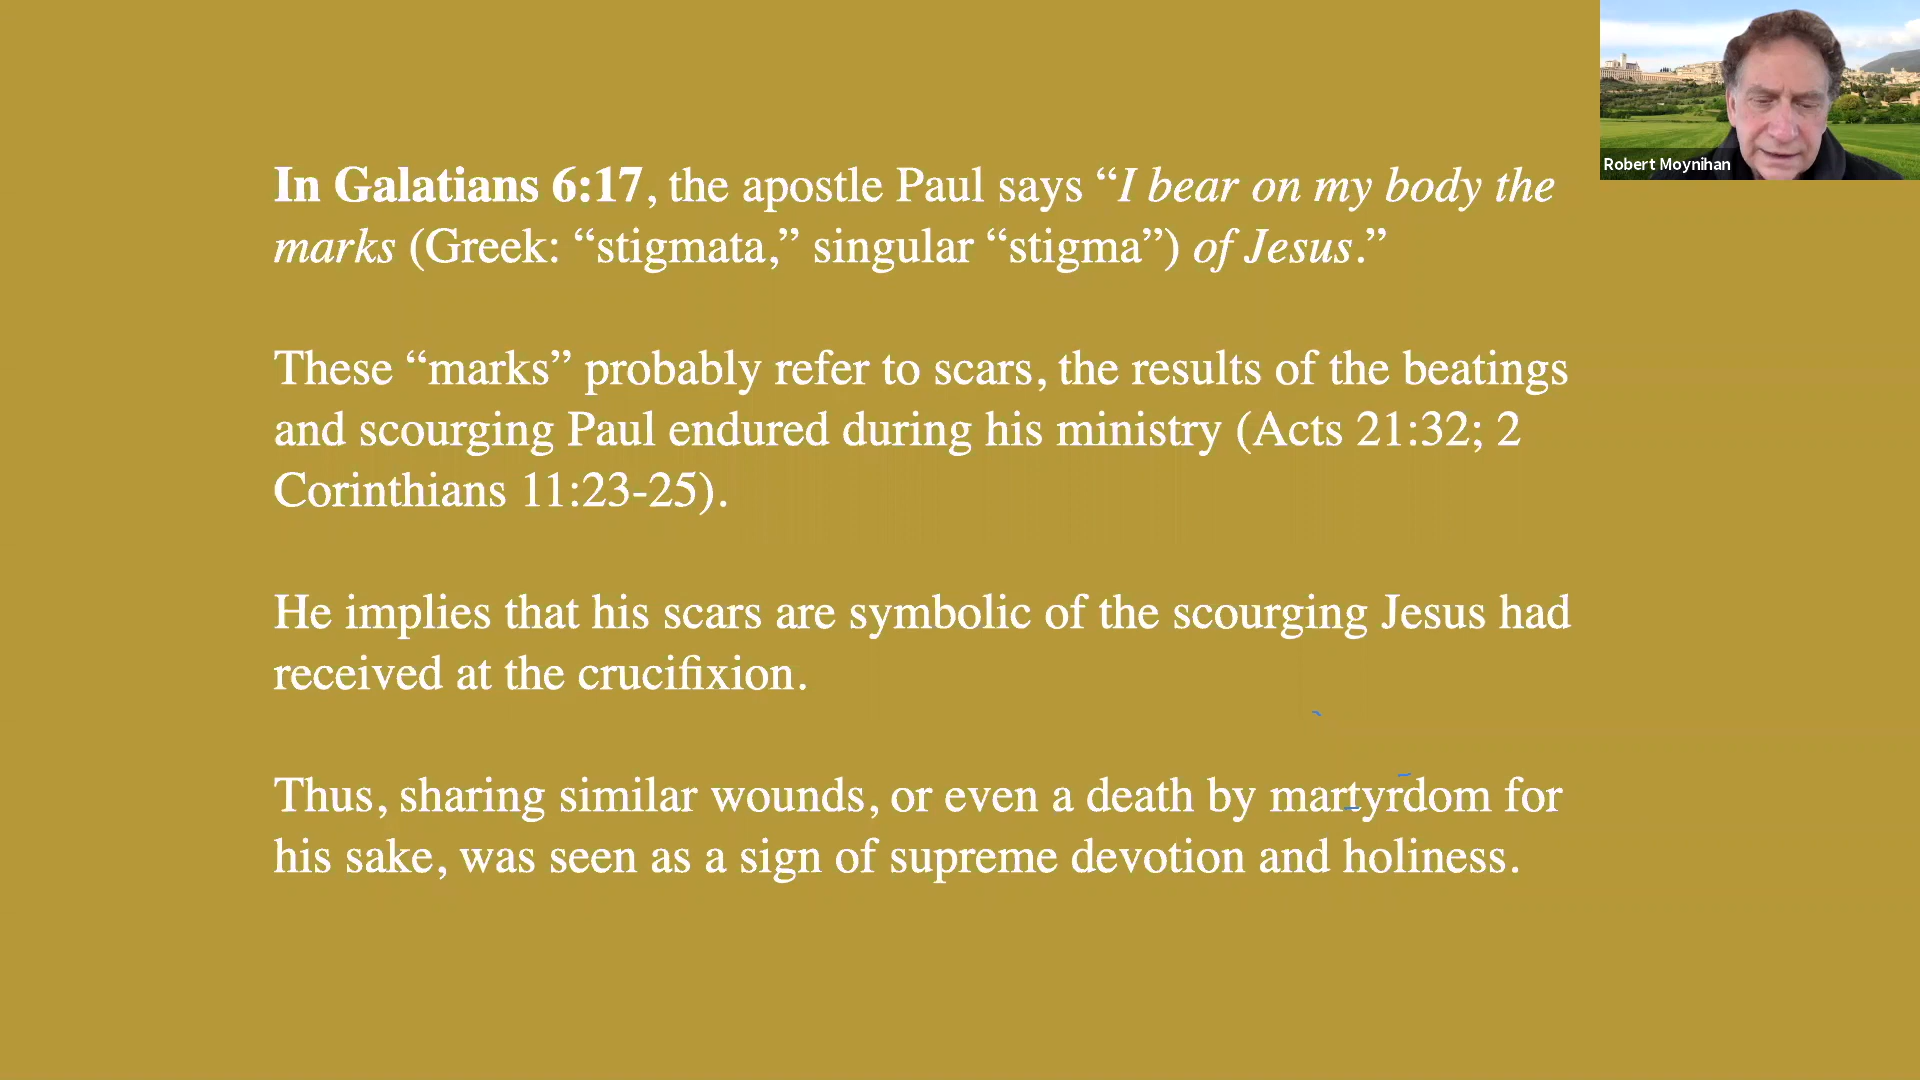 In Galatians 6:17, the apostle Paul says “I bear on my body the
marks (Greek: “stigmata,” singular “stigma”) of Jesus.”
These “marks” probably refer to scars, the results of the beatings
and scourging Paul endured during his ministry (Acts 21:32; 2
Corinthians 11:23-25).
He implies that his scars are symbolic of the scourging Jesus had
received at the crucifixion.
Thus, sharing similar wounds, or even a death by martyrdom for
his sake, was seen as a sign of supreme devotion and holiness.
Robert Moynihan